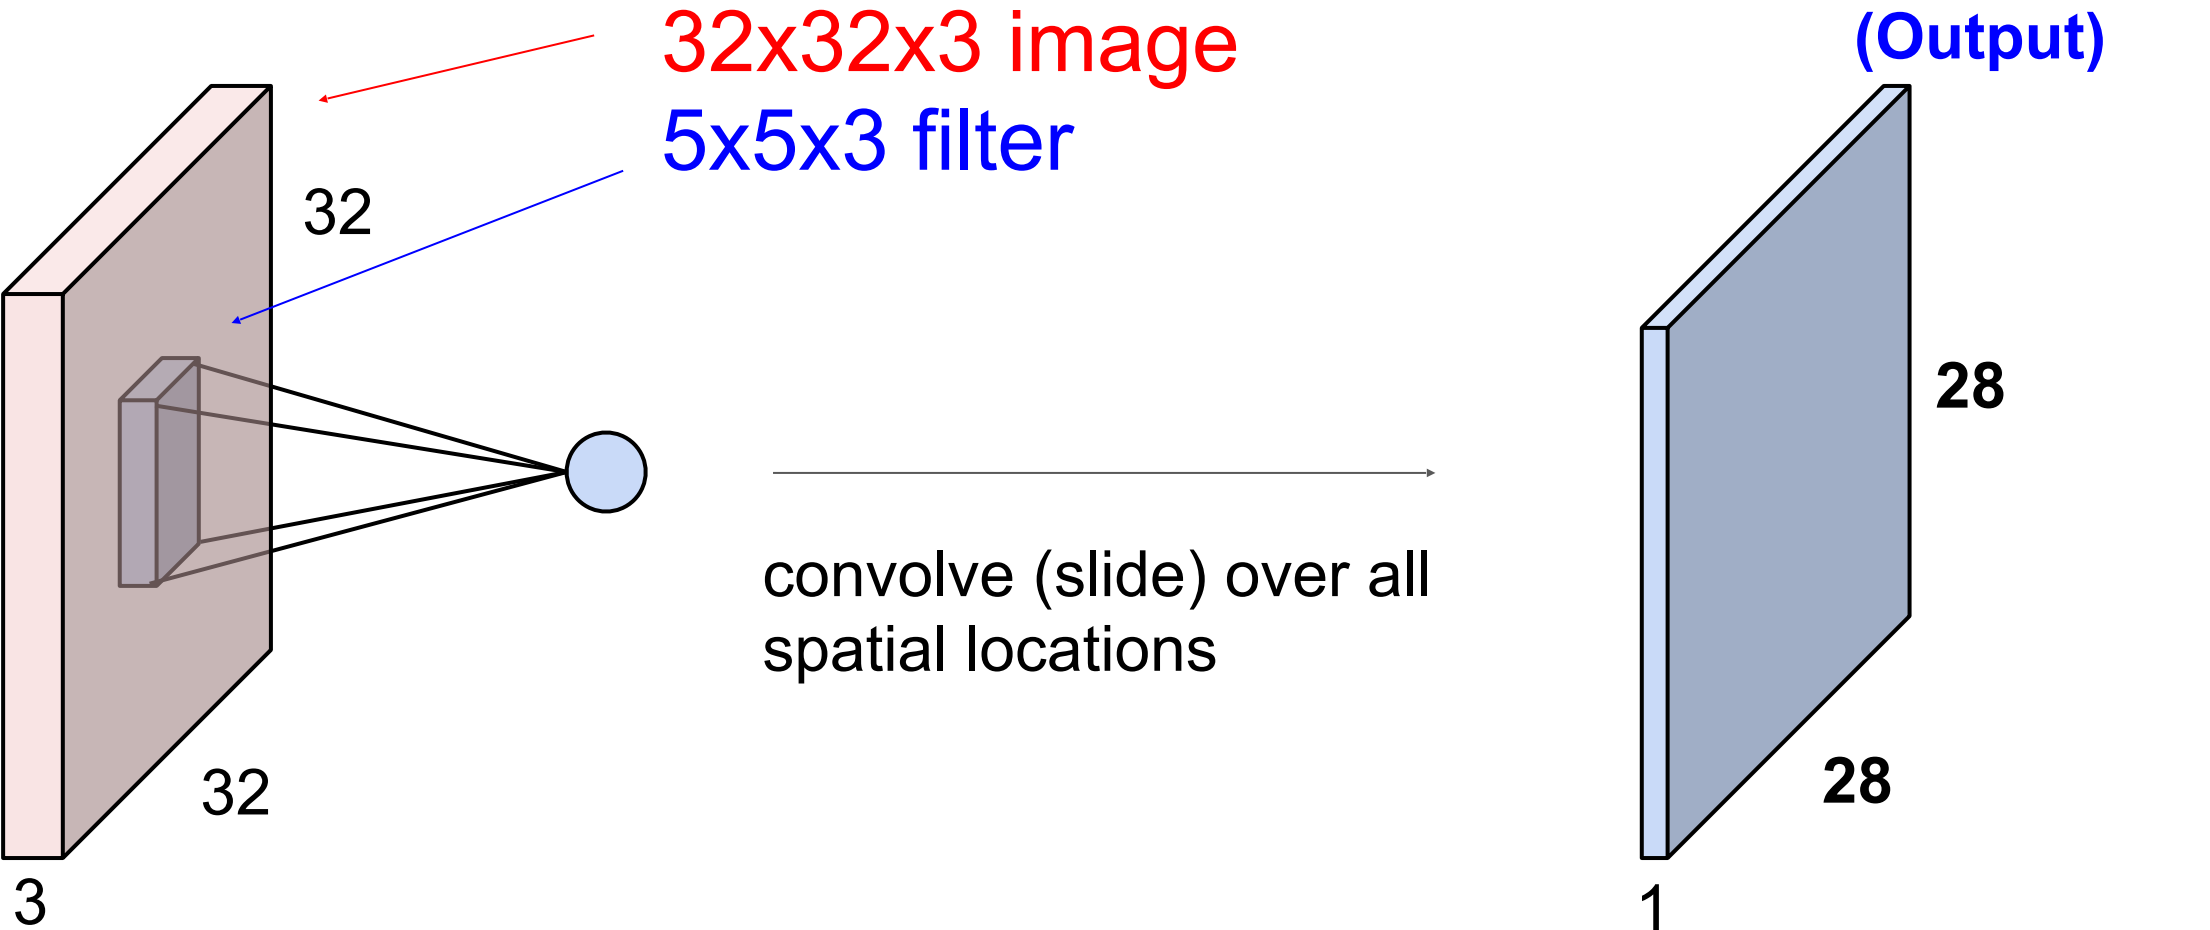 32x32x3 image
(Output)
5x5x3 filter
32
28
convolve (slide) over all
spatial locations
32
28
3
1